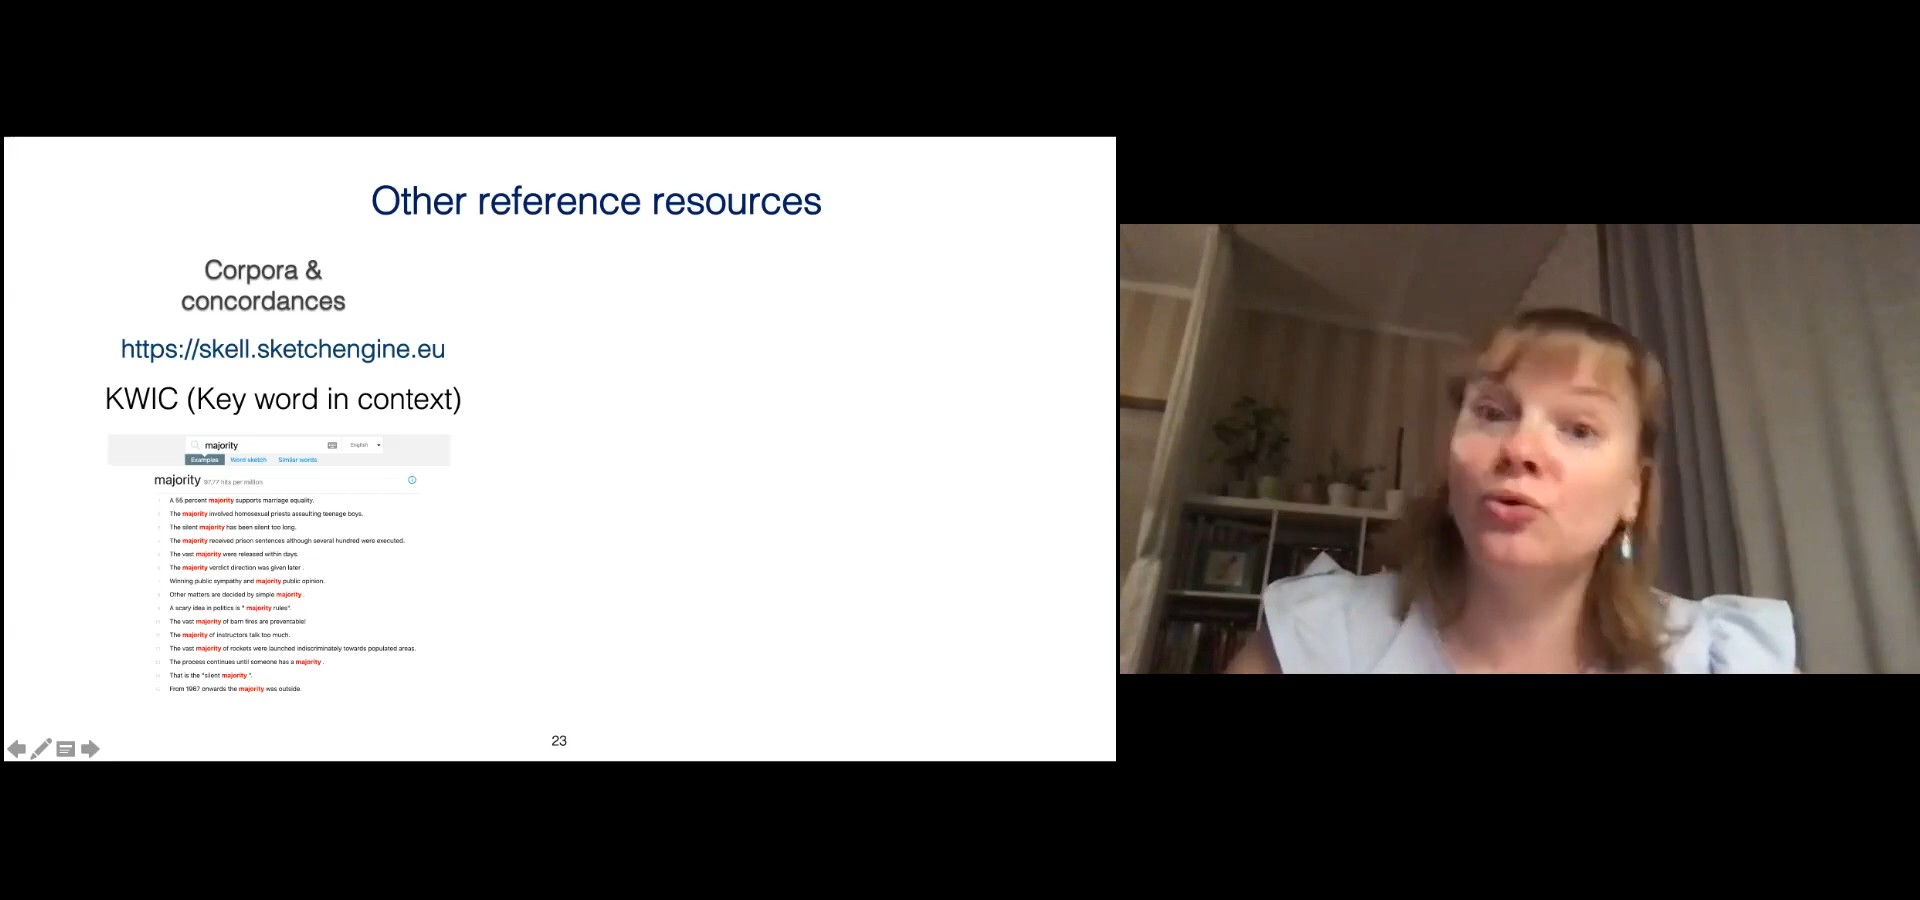 Other reference resources
Corpora &
concordances
https://skell.sketchengine.eu
KWIC (Key word in context)
majority
English
Examples Word sketch Similar words
majority 97.77 hits per million
A 55 percent majority supports marriage equality.
The majority involved homosexual priests assaulting teenage boys.
The silent majority has been silent too long.
The majority received prison sentences although several hundred were executed.
The vast majority were released within days.
The majority verdict direction was given later .
Winning public sympathy and majority public opinion.
Other matters are decided by simple majority .
A scary idea in politics is " majority rules".
The vast majority of barn fires are preventable!
The majority of instructors talk too much.
The vast majority of rockets were launched indiscriminately towards populated areas.
The process continues until someone has a majority .
That is the "silent majority ".
From 1967 onwards the majority was outside.
23